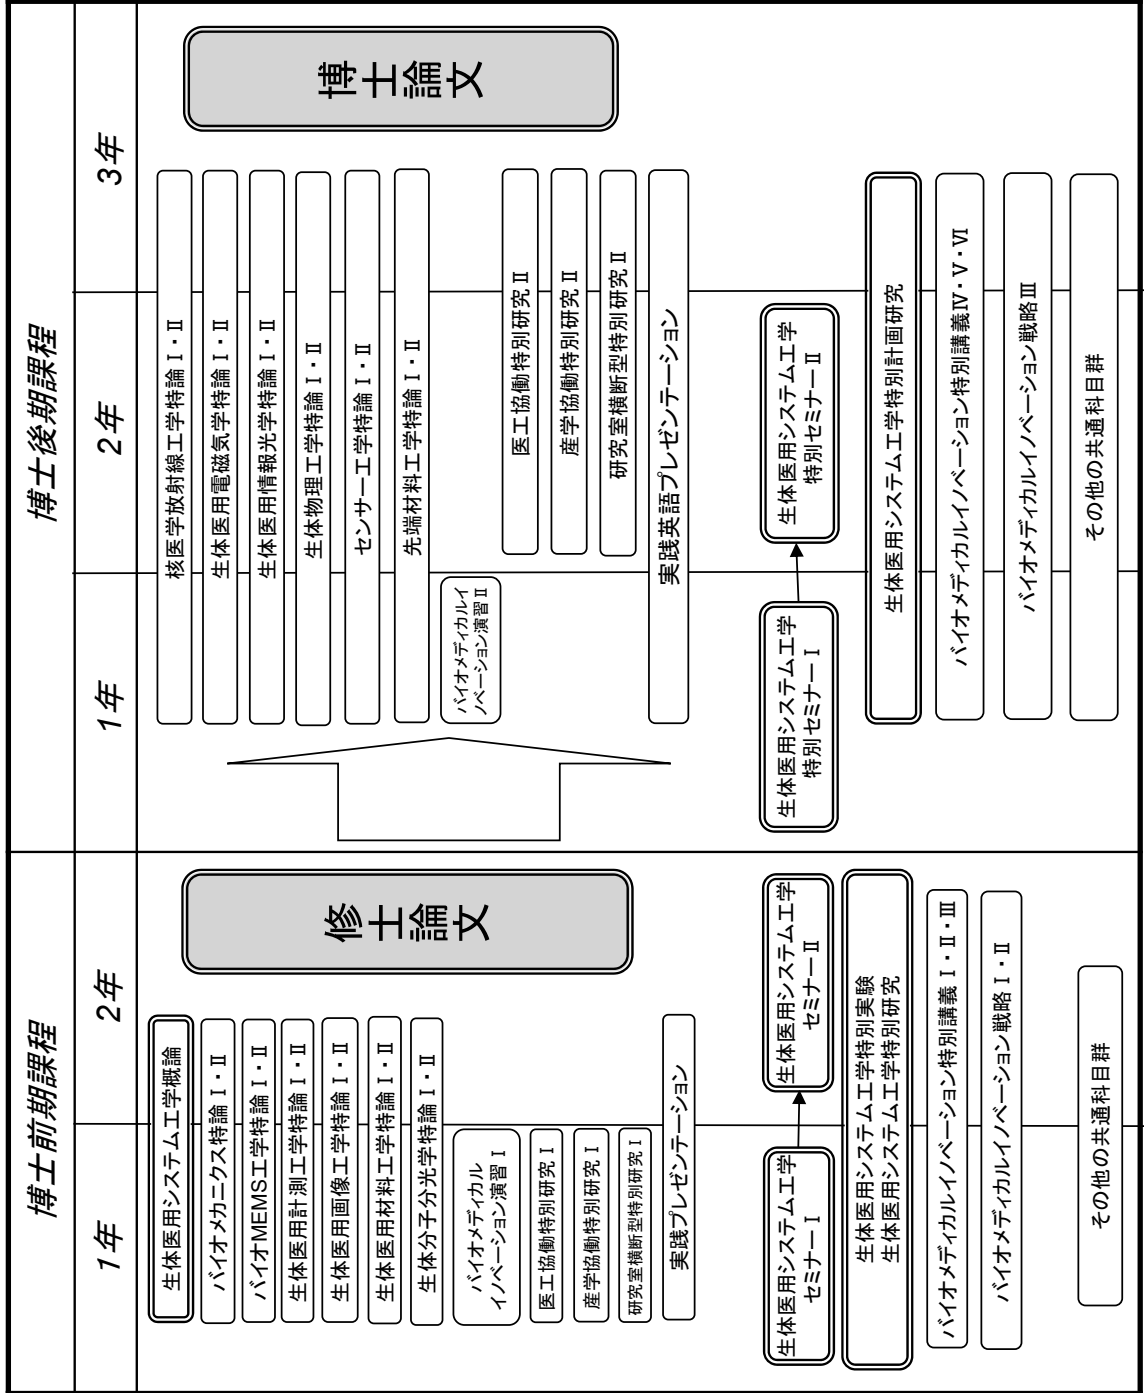 博士前期課程
1年
2年
生体医用システム工学概論
バイオメカニクス特論Ⅰ・Ⅱ
バイオMEMS工学特論Ⅰ・Ⅱ
生体医用計測工学特論Ⅰ・Ⅱ
生体医用画像工学特論Ⅰ・Ⅱ
生体医用材料工学特論Ⅰ・Ⅱ
生体分子分光学特論Ⅰ・Ⅱ
バイオメディカル
イノベーション演習Ⅰ
医工協働特別研究Ⅰ
産学協働特別研究Ⅰ
研究室横断型特別研究Ⅰ
実践プレゼンテーション
生体医用システム工学
セミナーⅠ
生体医用システム工学
セミナーⅡ
生体医用システム工学特別実験
生体医用システム工学特別研究
バイオメディカルイノベーション特別講義Ⅰ・Ⅱ・Ⅲ
バイオメディカルイノベーション戦略Ⅰ・Ⅱ
その他の共通科目群
修士論文
博士後期課程
1年
2年
3年
核医学放射線工学特論Ⅰ・Ⅱ
生体医用電磁気学特論Ⅰ・Ⅱ
生体医用情報光学特論Ⅰ・Ⅱ
生体物理工学特論Ⅰ・Ⅱ
センサー工学特論Ⅰ・Ⅱ
先端材料工学特論Ⅰ・Ⅱ
バイオメディカルイ
ノベーション演習Ⅱ
医工協働特別研究Ⅱ
産学協働特別研究Ⅱ
研究室横断型特別研究Ⅱ
実践英語プレゼンテーション
生体医用システム工学
特別セミナーⅠ
生体医用システム工学
特別セミナーⅡ
生体医用システム工学特別計画研究
バイオメディカルイノベーション特別講義Ⅳ・Ⅴ・Ⅵ
バイオメディカルイノベーション戦略Ⅲ
その他の共通科目群
博士論文